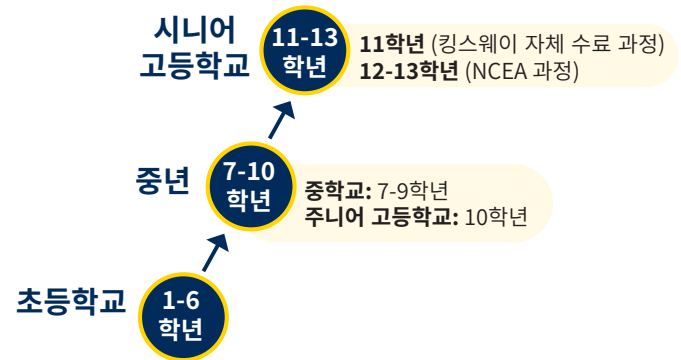 시니어
고등학교
11-13
학년
11학년 (킹스웨이 자체 수료 과정)
12-13학년 (NCEA 과정)
중년
7-10
학년
중학교: 7-9학년
주니어 고등학교: 10학년
초등학교
1-6
학년